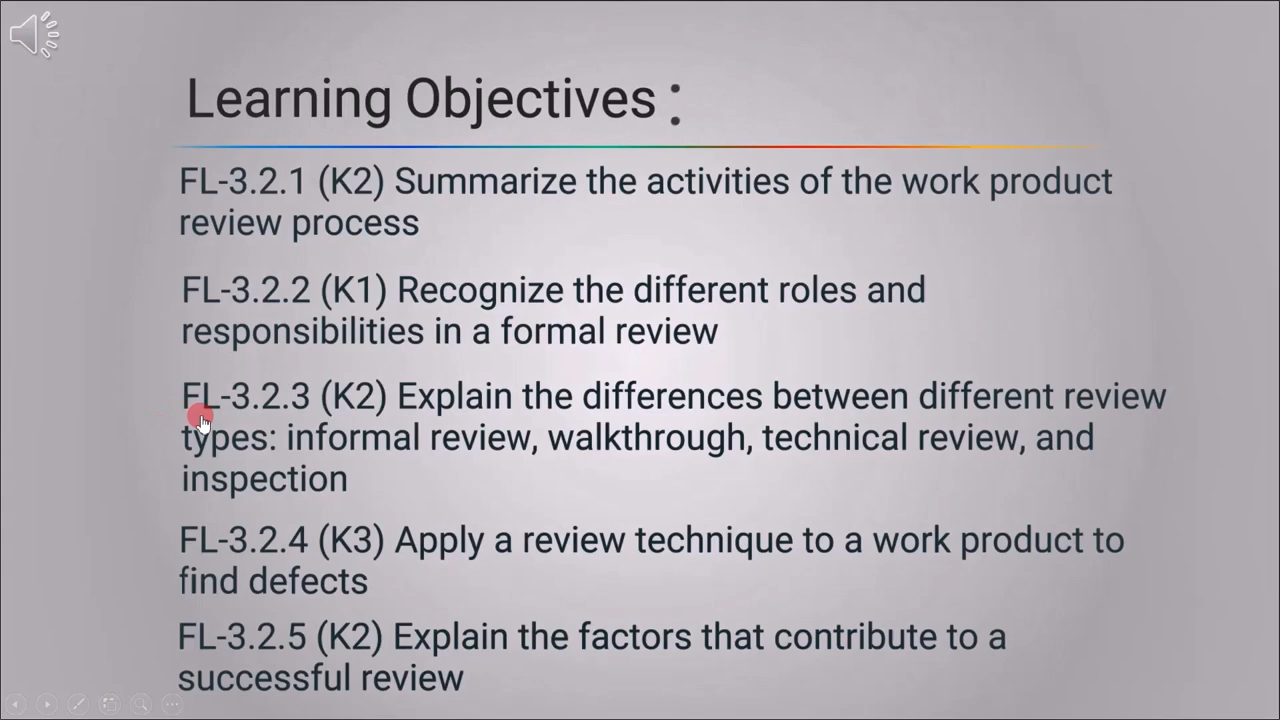 Learning Objectives :
FL-3.2.1 (K2) Summarize the activities of the work product
review process
FL-3.2.2 (K1) Recognize the different roles and
responsibilities in a formal review
FL-3.2.3 (K2) Explain the differences between different review
types: informal review, walkthrough, technical review, and
inspection
FL-3.2.4 (K3) Apply a review technique to a work product to
find defects
FL-3.2.5 (K2) Explain the factors that contribute to a
successful review